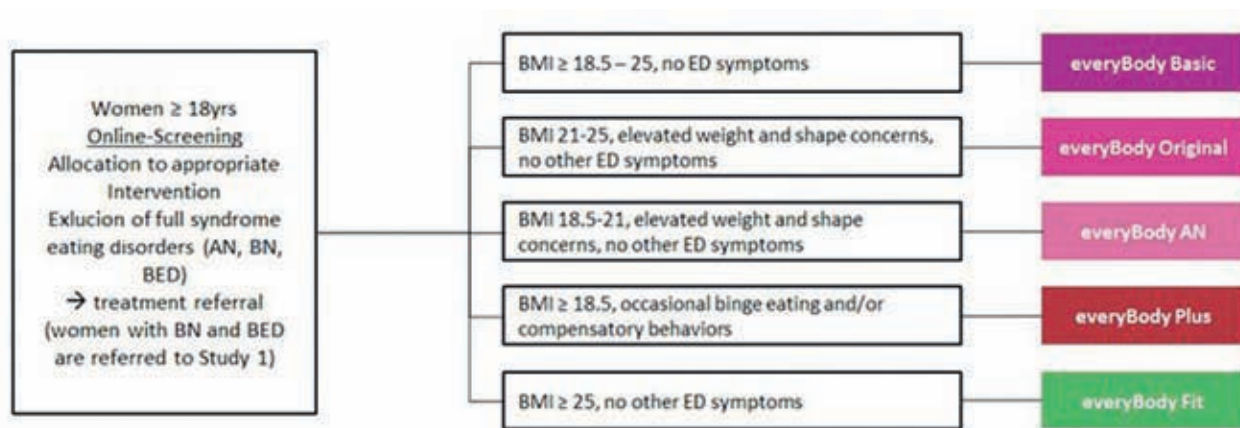 Women ≥ 18yrs
Online-Screening
Allocation to appropriate
Intervention
Exlucion of full syndrome
eating disorders (AN, BN,
BED)
→ treatment referral
(women with BN and BED
are referred to Study 1)
BMI ≥ 18.5 – 25, no ED symptoms
everyBody Basic
BMI 21-25, elevated weight and shape concerns,
no other ED symptoms
everyBody Original
BMI 18.5-21, elevated weight and shape
concerns, no other ED symptoms
everyBody AN
BMI ≥ 18.5, occasional binge eating and/or
compensatory behaviors
everyBody Plus
BMI ≥ 25, no other ED symptoms
everyBody Fit